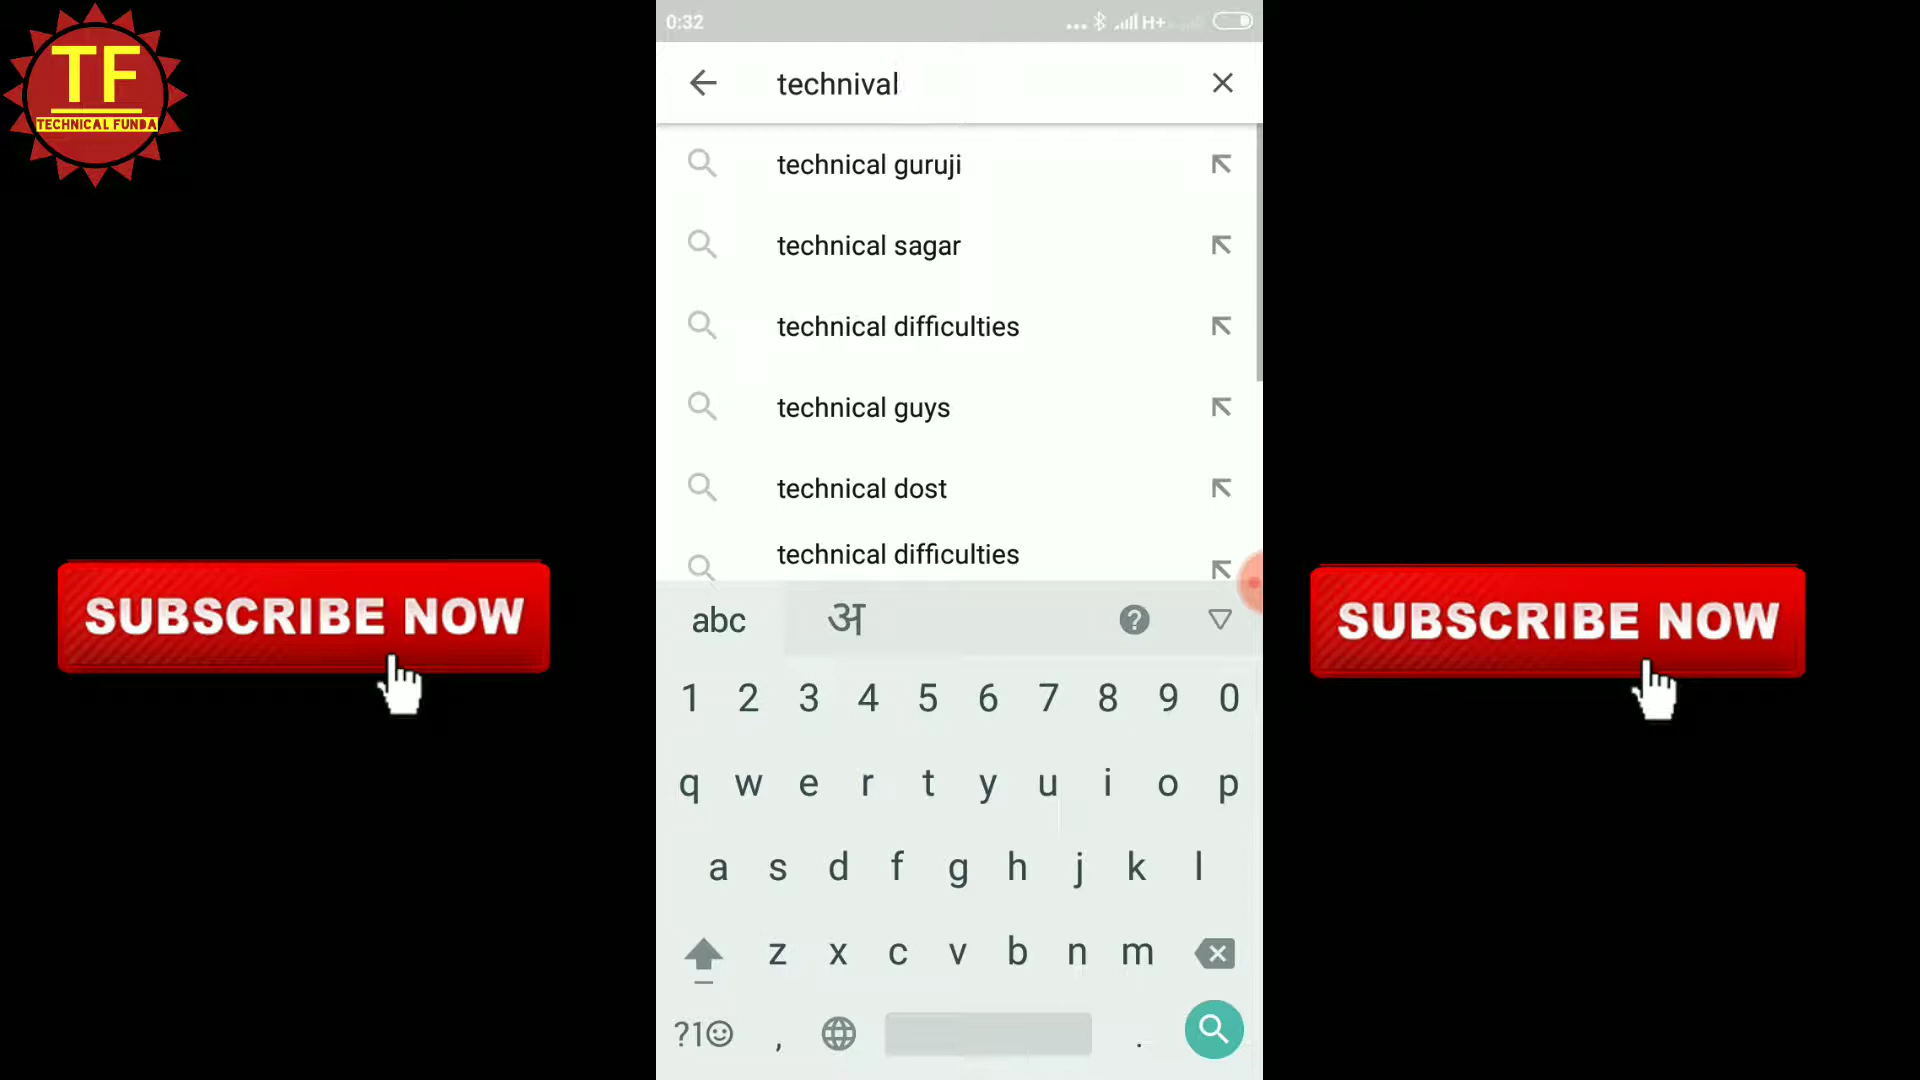 TF
TECHNICAL FUNDA
0:32
... H+
technival
technical guruji
technical sagar
technical difficulties
technical guys
technical dost
technical difficulties
SUBSCRIBE NOW
SUBSCRIBE NOW
abc अ ?
1 2 3 4 5 6 7 8 9 0
q w e r t y u i o p
a s d f g h j k l
z x c v b n m
?1☺ , .